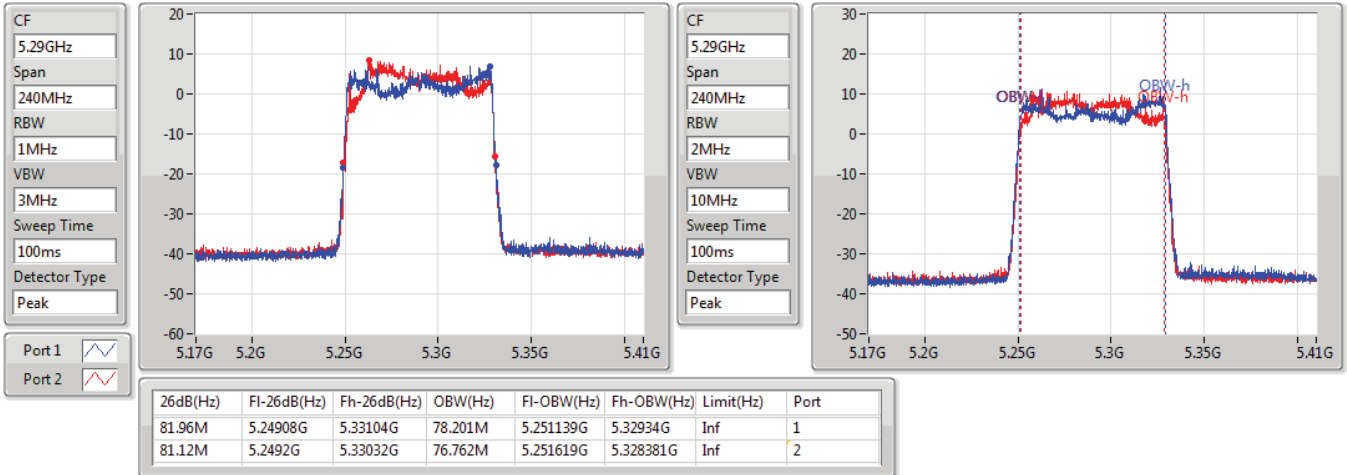 CF
5.29GHz
Span
240MHz
RBW
1MHz
VBW
3MHz
Sweep Time
100ms
Detector Type
Peak
Port 1
Port 2
20
10
0
-10
-20
-30
-40
-50
-60
5.17G 5.2G 5.25G 5.3G 5.35G 5.41G
CF
5.29GHz
Span
240MHz
RBW
2MHz
VBW
10MHz
Sweep Time
100ms
Detector Type
Peak
30
20
10
0
-10
-20
-30
-40
-50
OBW-h
OBW-h
5.17G 5.2G 5.25G 5.3G 5.35G 5.41G
26dB(Hz) Fl-26dB(Hz) Fh-26dB(Hz) OBW(Hz) Fl-OBW(Hz) Fh-OBW(Hz) Limit(Hz) Port
81.96M 5.24908G 5.33104G 78.201M 5.251139G 5.32934G Inf 1
81.12M 5.2492G 5.33032G 76.762M 5.251619G 5.328381G Inf 2